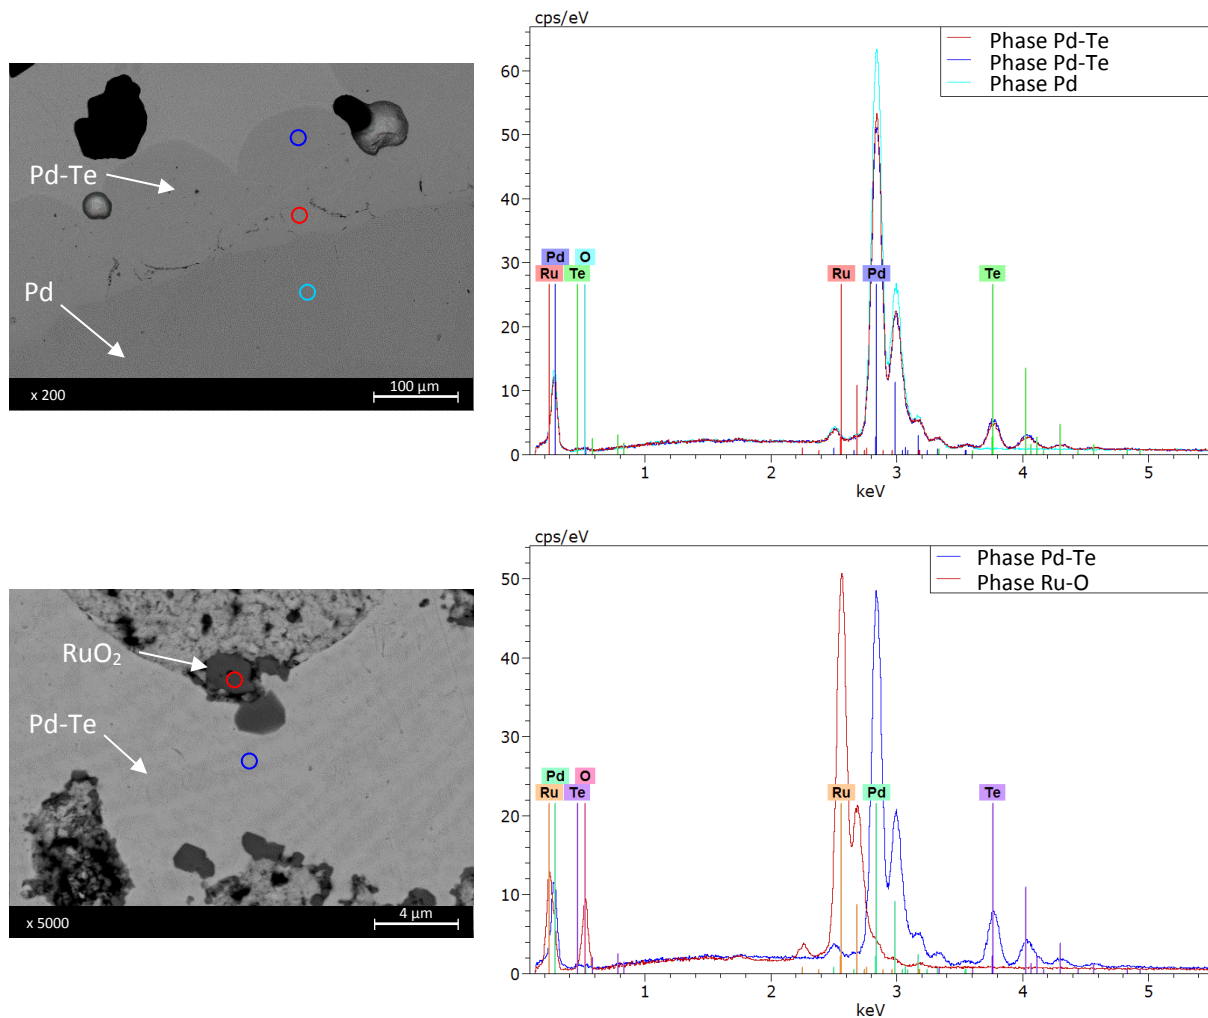 Pd-Te
Pd
x 200
100 µm
cps/eV
Phase Pd-Te
Phase Pd-Te
Phase Pd
60
50
40
30
20
10
0
Pd O
Ru Te Ru Pd Te
1 2 3 4 5
keV
RuO₂
Pd-Te
x 5000
4 µm
cps/eV
Phase Pd-Te
Phase Ru-O
50
40
30
20
10
0
Pd O
Ru Te Ru Pd Te
1 2 3 4 5
keV